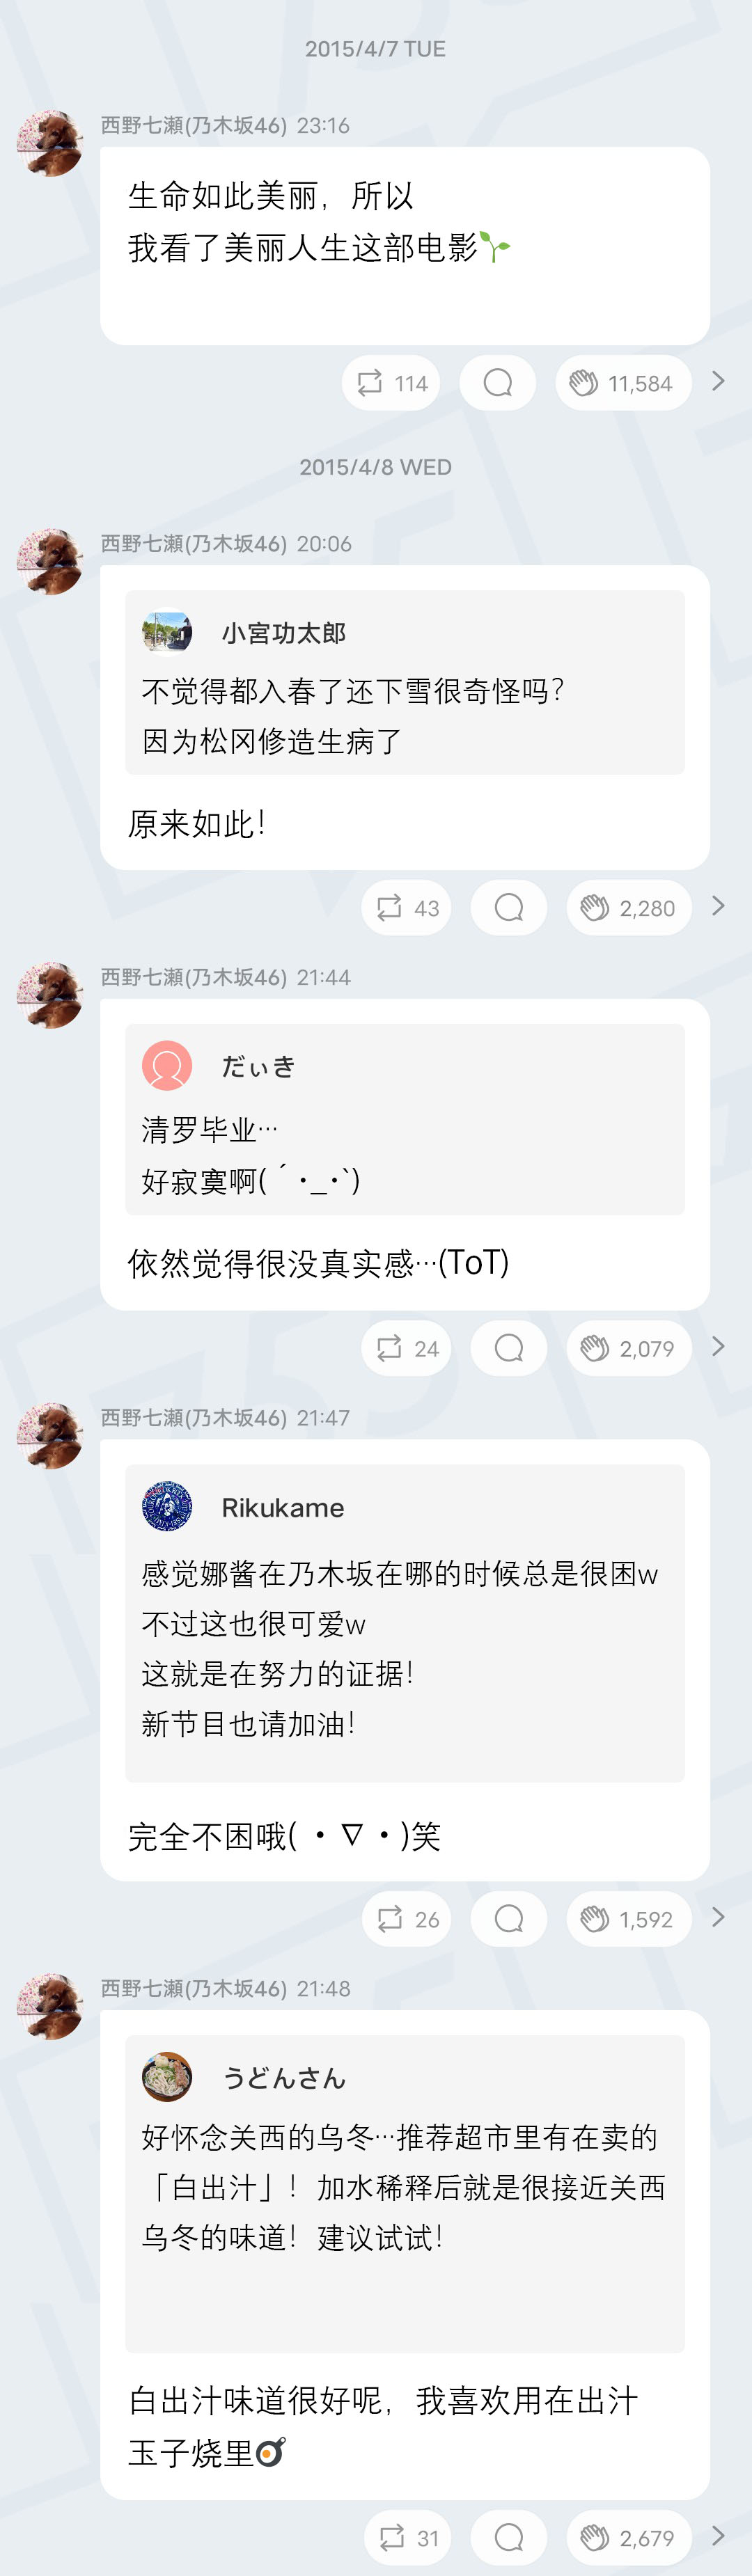 2015/4/7 TUE
西野七瀬(乃木坂46) 23:16
生命如此美丽，所以
我看了美丽人生这部电影🌱
114
11,584
2015/4/8 WED
西野七瀬(乃木坂46) 20:06
小宮功太郎
不觉得都入春了还下雪很奇怪吗？
因为松冈修造生病了
原来如此！
43
2,280
西野七瀬(乃木坂46) 21:44
だぃき
清罗毕业…
好寂寞啊(´･_･`)
依然觉得很没真实感…(ToT)
24
2,079
西野七瀬(乃木坂46) 21:47
Rikukame
感觉娜酱在乃木坂在哪的时候总是很困w
不过这也很可爱w
这就是在努力的证据！
新节目也请加油！
完全不困哦( ・∇・)笑
26
1,592
西野七瀬(乃木坂46) 21:48
うどんさん
好怀念关西的乌冬…推荐超市里有在卖的
「白出汁」！加水稀释后就是很接近关西
乌冬的味道！建议试试！
白出汁味道很好呢，我喜欢用在出汁
玉子烧里🍳
31
2,679